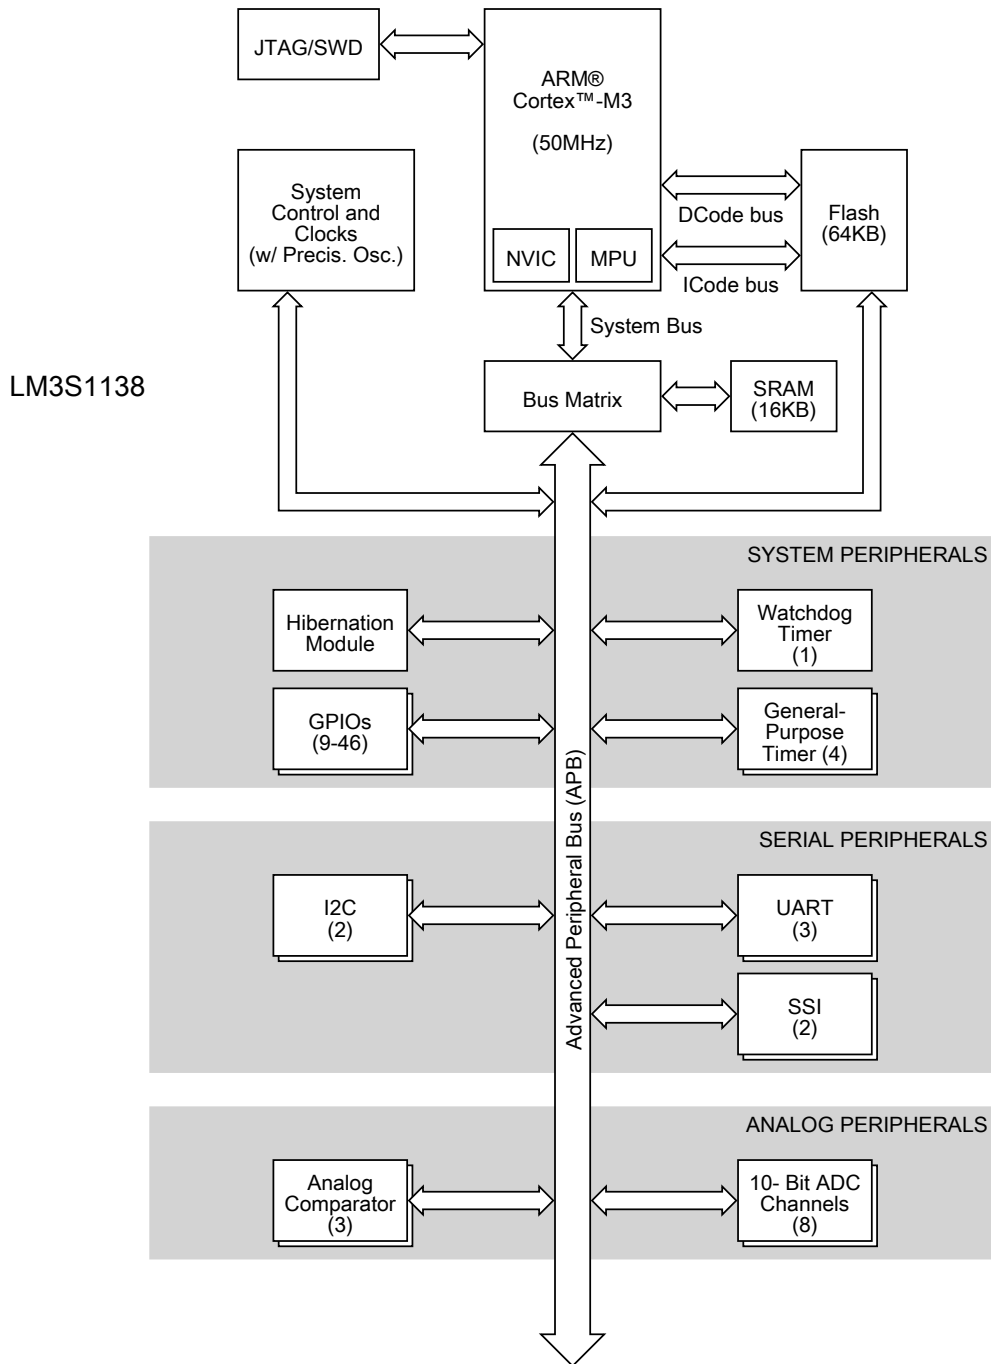 JTAG/SWD
ARM®
Cortex™-M3
(50MHz)
System
Control and
Clocks
(w/ Precis. Osc.)
NVIC
MPU
DCode bus
ICode bus
Flash
(64KB)
System Bus
LM3S1138
Bus Matrix
SRAM
(16KB)
SYSTEM PERIPHERALS
Hibernation
Module
Watchdog
Timer
(1)
GPIOs
(9-46)
General-
Purpose
Timer (4)
Advanced Peripheral Bus (APB)
SERIAL PERIPHERALS
I2C
(2)
UART
(3)
SSI
(2)
ANALOG PERIPHERALS
Analog
Comparator
(3)
10- Bit ADC
Channels
(8)